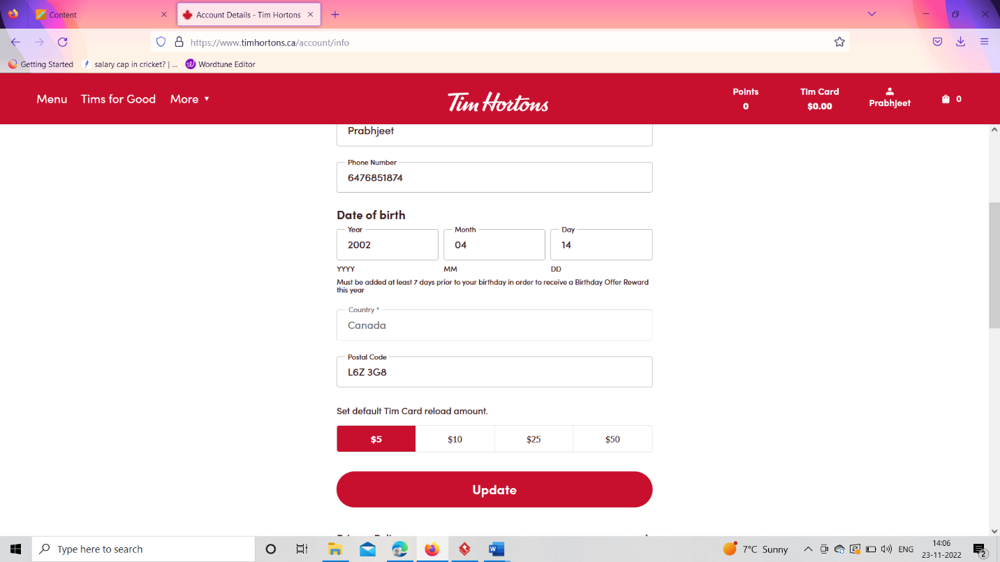 Content
Account Details - Tim Hortons
https://www.timhortons.ca/account/info
Getting Started
salary cap in cricket? | ...
Wordtune Editor
Menu
Tims for Good
More
Tim Hortons
Points
0
Tim Card
$0.00
Prabhjeet
0
Prabhjeet
Phone Number
6476851874
Date of birth
Year
2002
YYYY
Month
04
MM
Day
14
DD
Must be added at least 7 days prior to your birthday in order to receive a Birthday Offer Reward
this year
Country *
Canada
Postal Code
L6Z 3G8
Set default Tim Card reload amount.
$5
$10
$25
$50
Update
Type here to search
7°C Sunny
ENG
14:06
23-11-2022
2